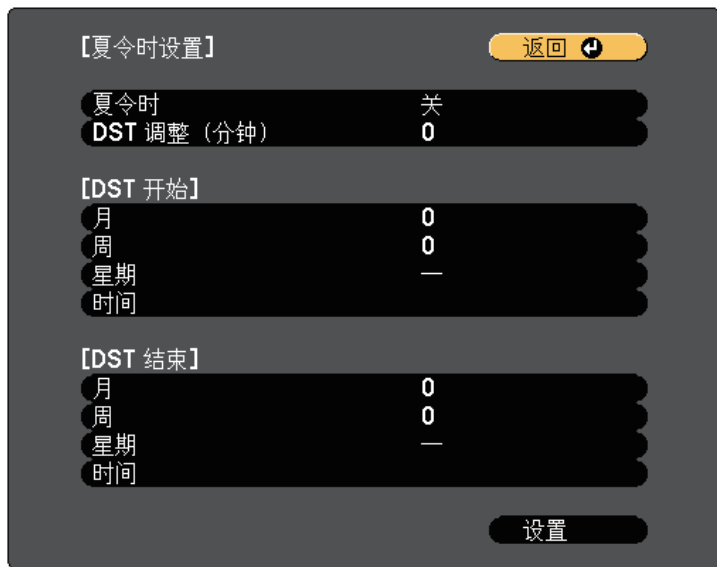 [夏令时设置] 返回
夏令时 关
DST 调整（分钟） 0
[DST 开始]
月 0
周 0
星期 —
时间
[DST 结束]
月 0
周 0
星期 —
时间
设置